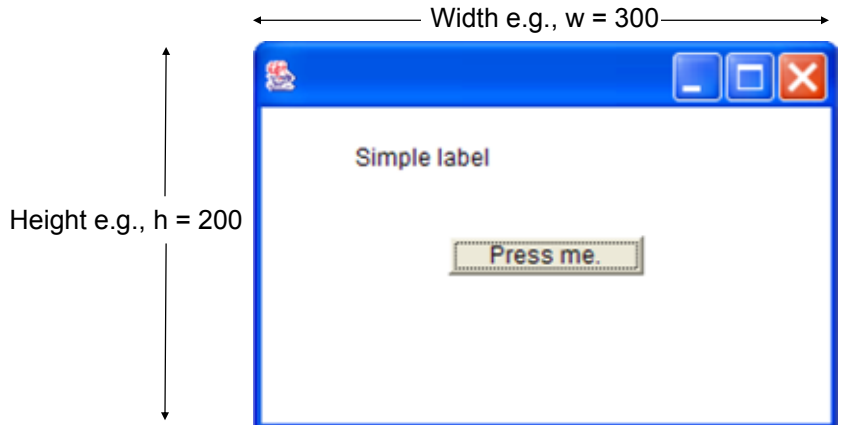 Width e.g., w = 300
Simple label
Height e.g., h = 200
Press me.